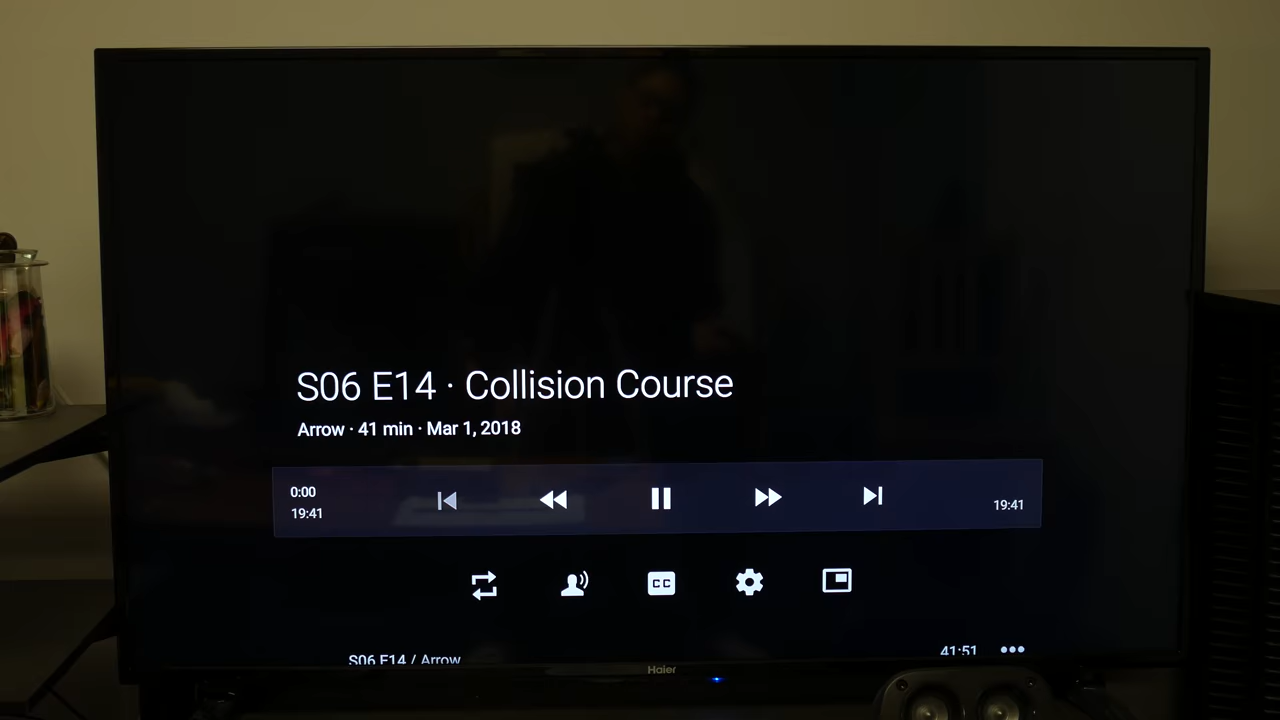 S06 E14 · Collision Course
Arrow · 41 min · Mar 1, 2018
0:00
19:41
19:41
CC
S06 E14 / Arrow
41:51
Haier